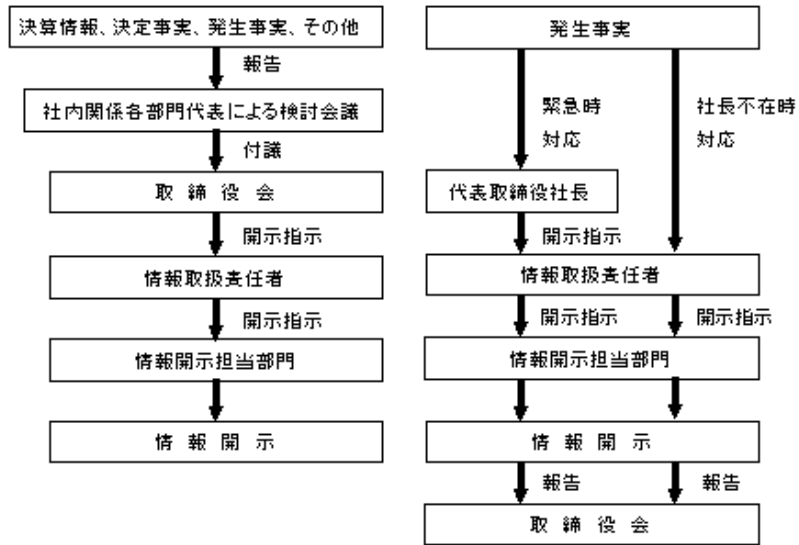 決算情報、決定事実、発生事実、その他
報告
社内関係各部門代表による検討会議
付議
取締役会
開示指示
情報取扱責任者
開示指示
情報開示担当部門
情報開示
発生事実
緊急時
対応
社長不在時
対応
代表取締役社長
開示指示
情報取扱責任者
開示指示
開示指示
情報開示担当部門
情報開示
報告
報告
取締役会